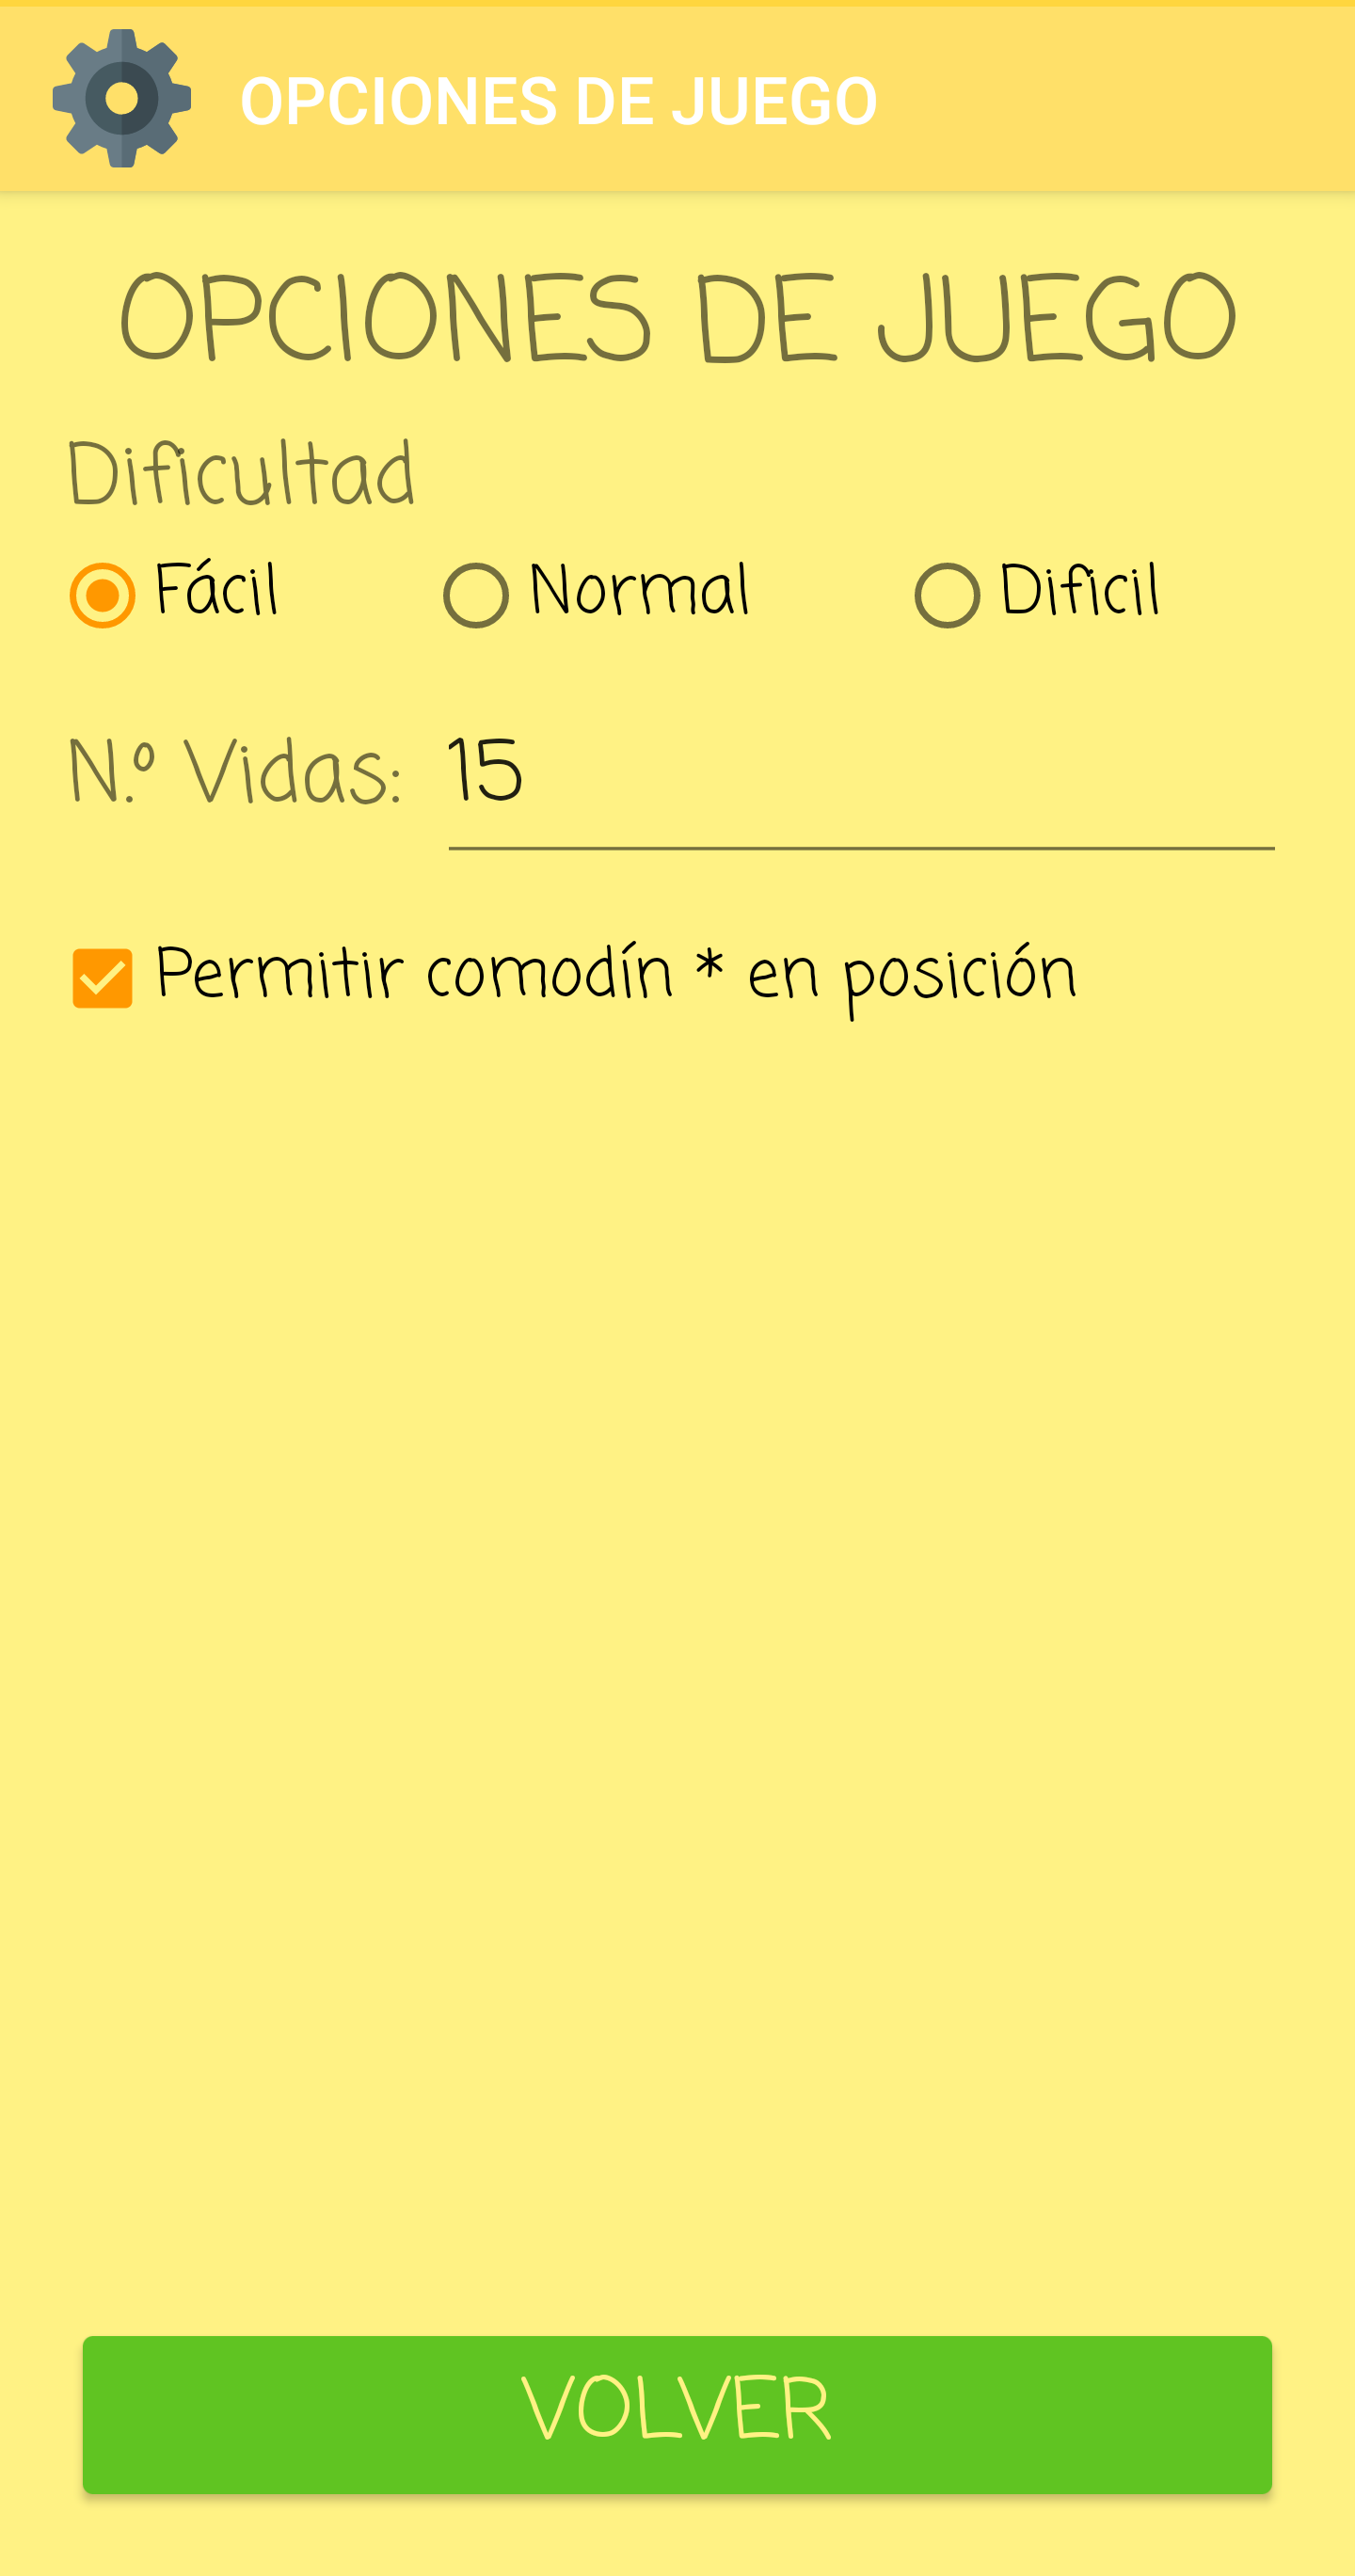 OPCIONES DE JUEGO
OPCIONES DE JUEGO
Dificultad
Fácil Normal Dificil
N.º Vidas: 15
Permitir comodín * en posición
VOLVER